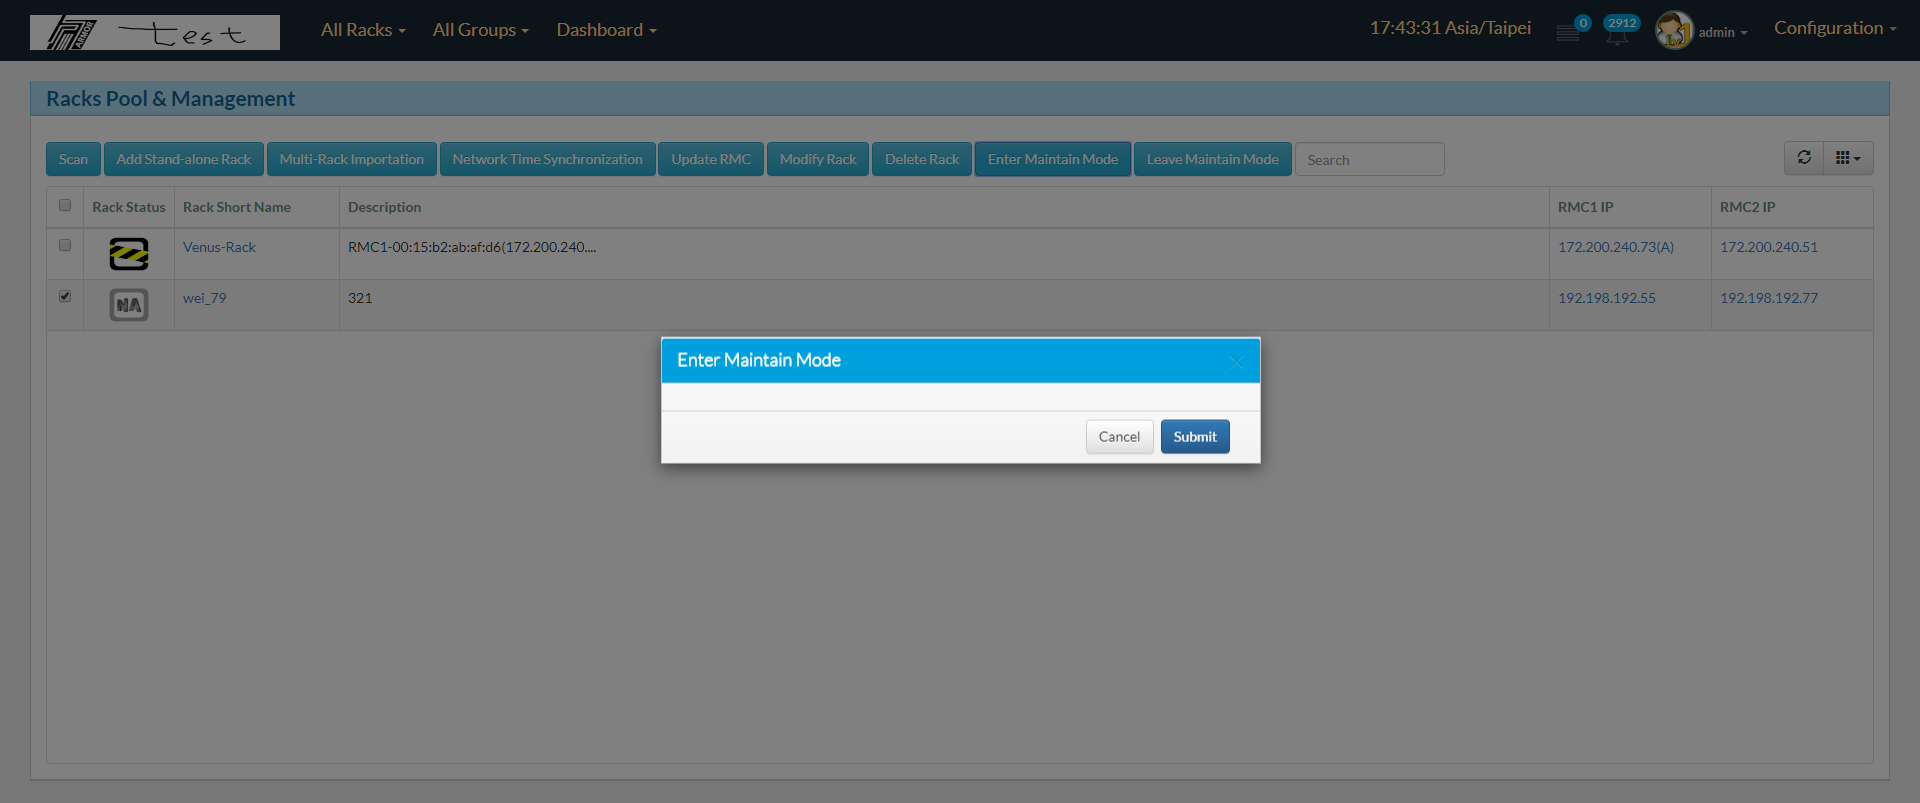 ARMOR test All Racks All Groups Dashboard 17:43:31 Asia/Taipei 0 2912 admin Configuration
Racks Pool & Management
Scan Add Stand-alone Rack Multi-Rack Importation Network Time Synchronization Update RMC Modify Rack Delete Rack Enter Maintain Mode Leave Maintain Mode Search
Rack Status Rack Short Name Description RMC1 IP RMC2 IP
Venus-Rack RMC1-00:15:b2:ab:af:d6(172.200.240.... 172.200.240.73(A) 172.200.240.51
NA wei_79 321 192.198.192.55 192.198.192.77
Enter Maintain Mode
Cancel Submit